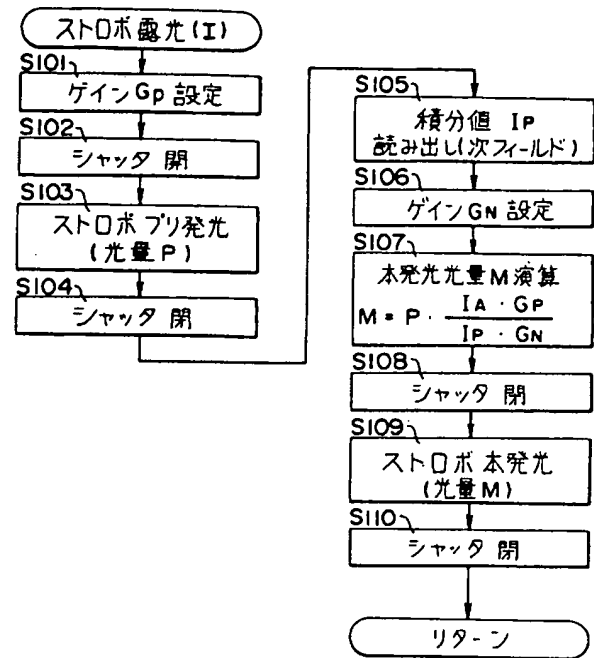 ストロボ露光(I)
S101
ゲインGP設定
S102
シャッタ 開
S103
ストロボ プリ発光
(光量P)
S104
シャッタ 閉
S105
積分値 IP
読み出し(次フィールド)
S106
ゲインGN設定
S107
本発光光量M演算
M = P・ IA・GP / IP・GN
S108
シャッタ 閉
S109
ストロボ 本発光
(光量M)
S110
シャッタ 閉
リターン